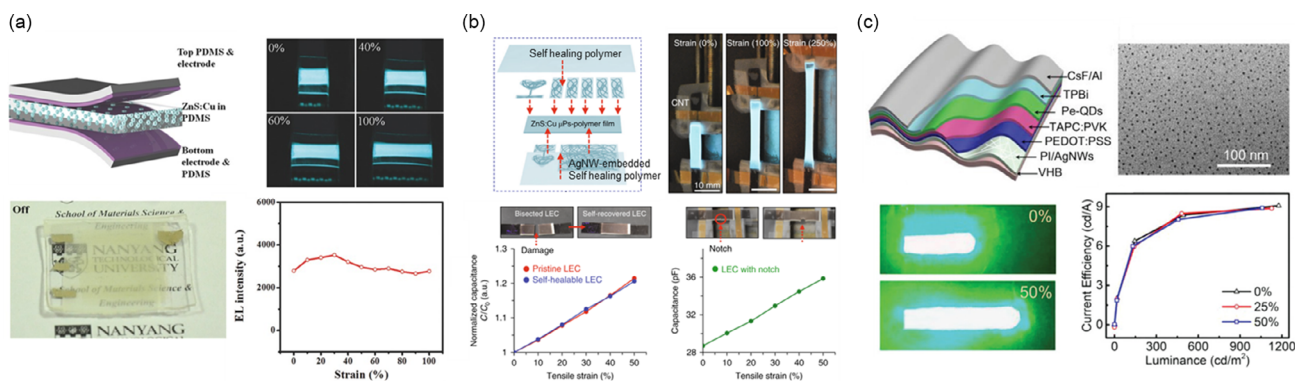 (a)
Top PDMS &
electrode
ZnS:Cu in
PDMS
Bottom
electrode &
PDMS
0%
40%
60%
100%
Off
School of Materials Science &
Engineering
NANYANG
TECHNOLOGICAL
UNIVERSITY
School of Materials Science &
Engineering
NANYANG
EL intensity (a.u.)
6000
4500
3000
1500
0
0 20 40 60 80 100
Strain (%)
(b)
Self healing polymer
ZnS:Cu µPs-polymer film
AgNW-embedded
Self healing polymer
Strain (0%)
Strain (100%)
Strain (250%)
CNT
10 mm
Bisected LEC
Self-recovered LEC
Damage
Notch
Normalized capacitance
C/C0 (a.u.)
1.3
1.2
1.1
1
Pristine LEC
Self-healable LEC
0 10 20 30 40 50
Tensile strain (%)
Capacitance (pF)
40
36
32
28
LEC with notch
0 10 20 30 40 50
Tensile strain (%)
(c)
CsF/Al
TPBi
Pe-QDs
TAPC:PVK
PEDOT:PSS
PI/AgNWs
VHB
100 nm
0%
50%
Current Efficiency (cd/A)
9
6
3
0
0%
25%
50%
0 300 600 900 1200
Luminance (cd/m²)